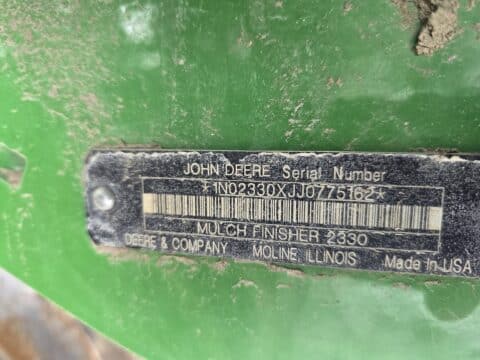 JOHN DEERE Serial Number
*1N02330XJJ0775162*
MULCH FINISHER 2330
DEERE & COMPANY MOLINE, ILLINOIS Made in USA